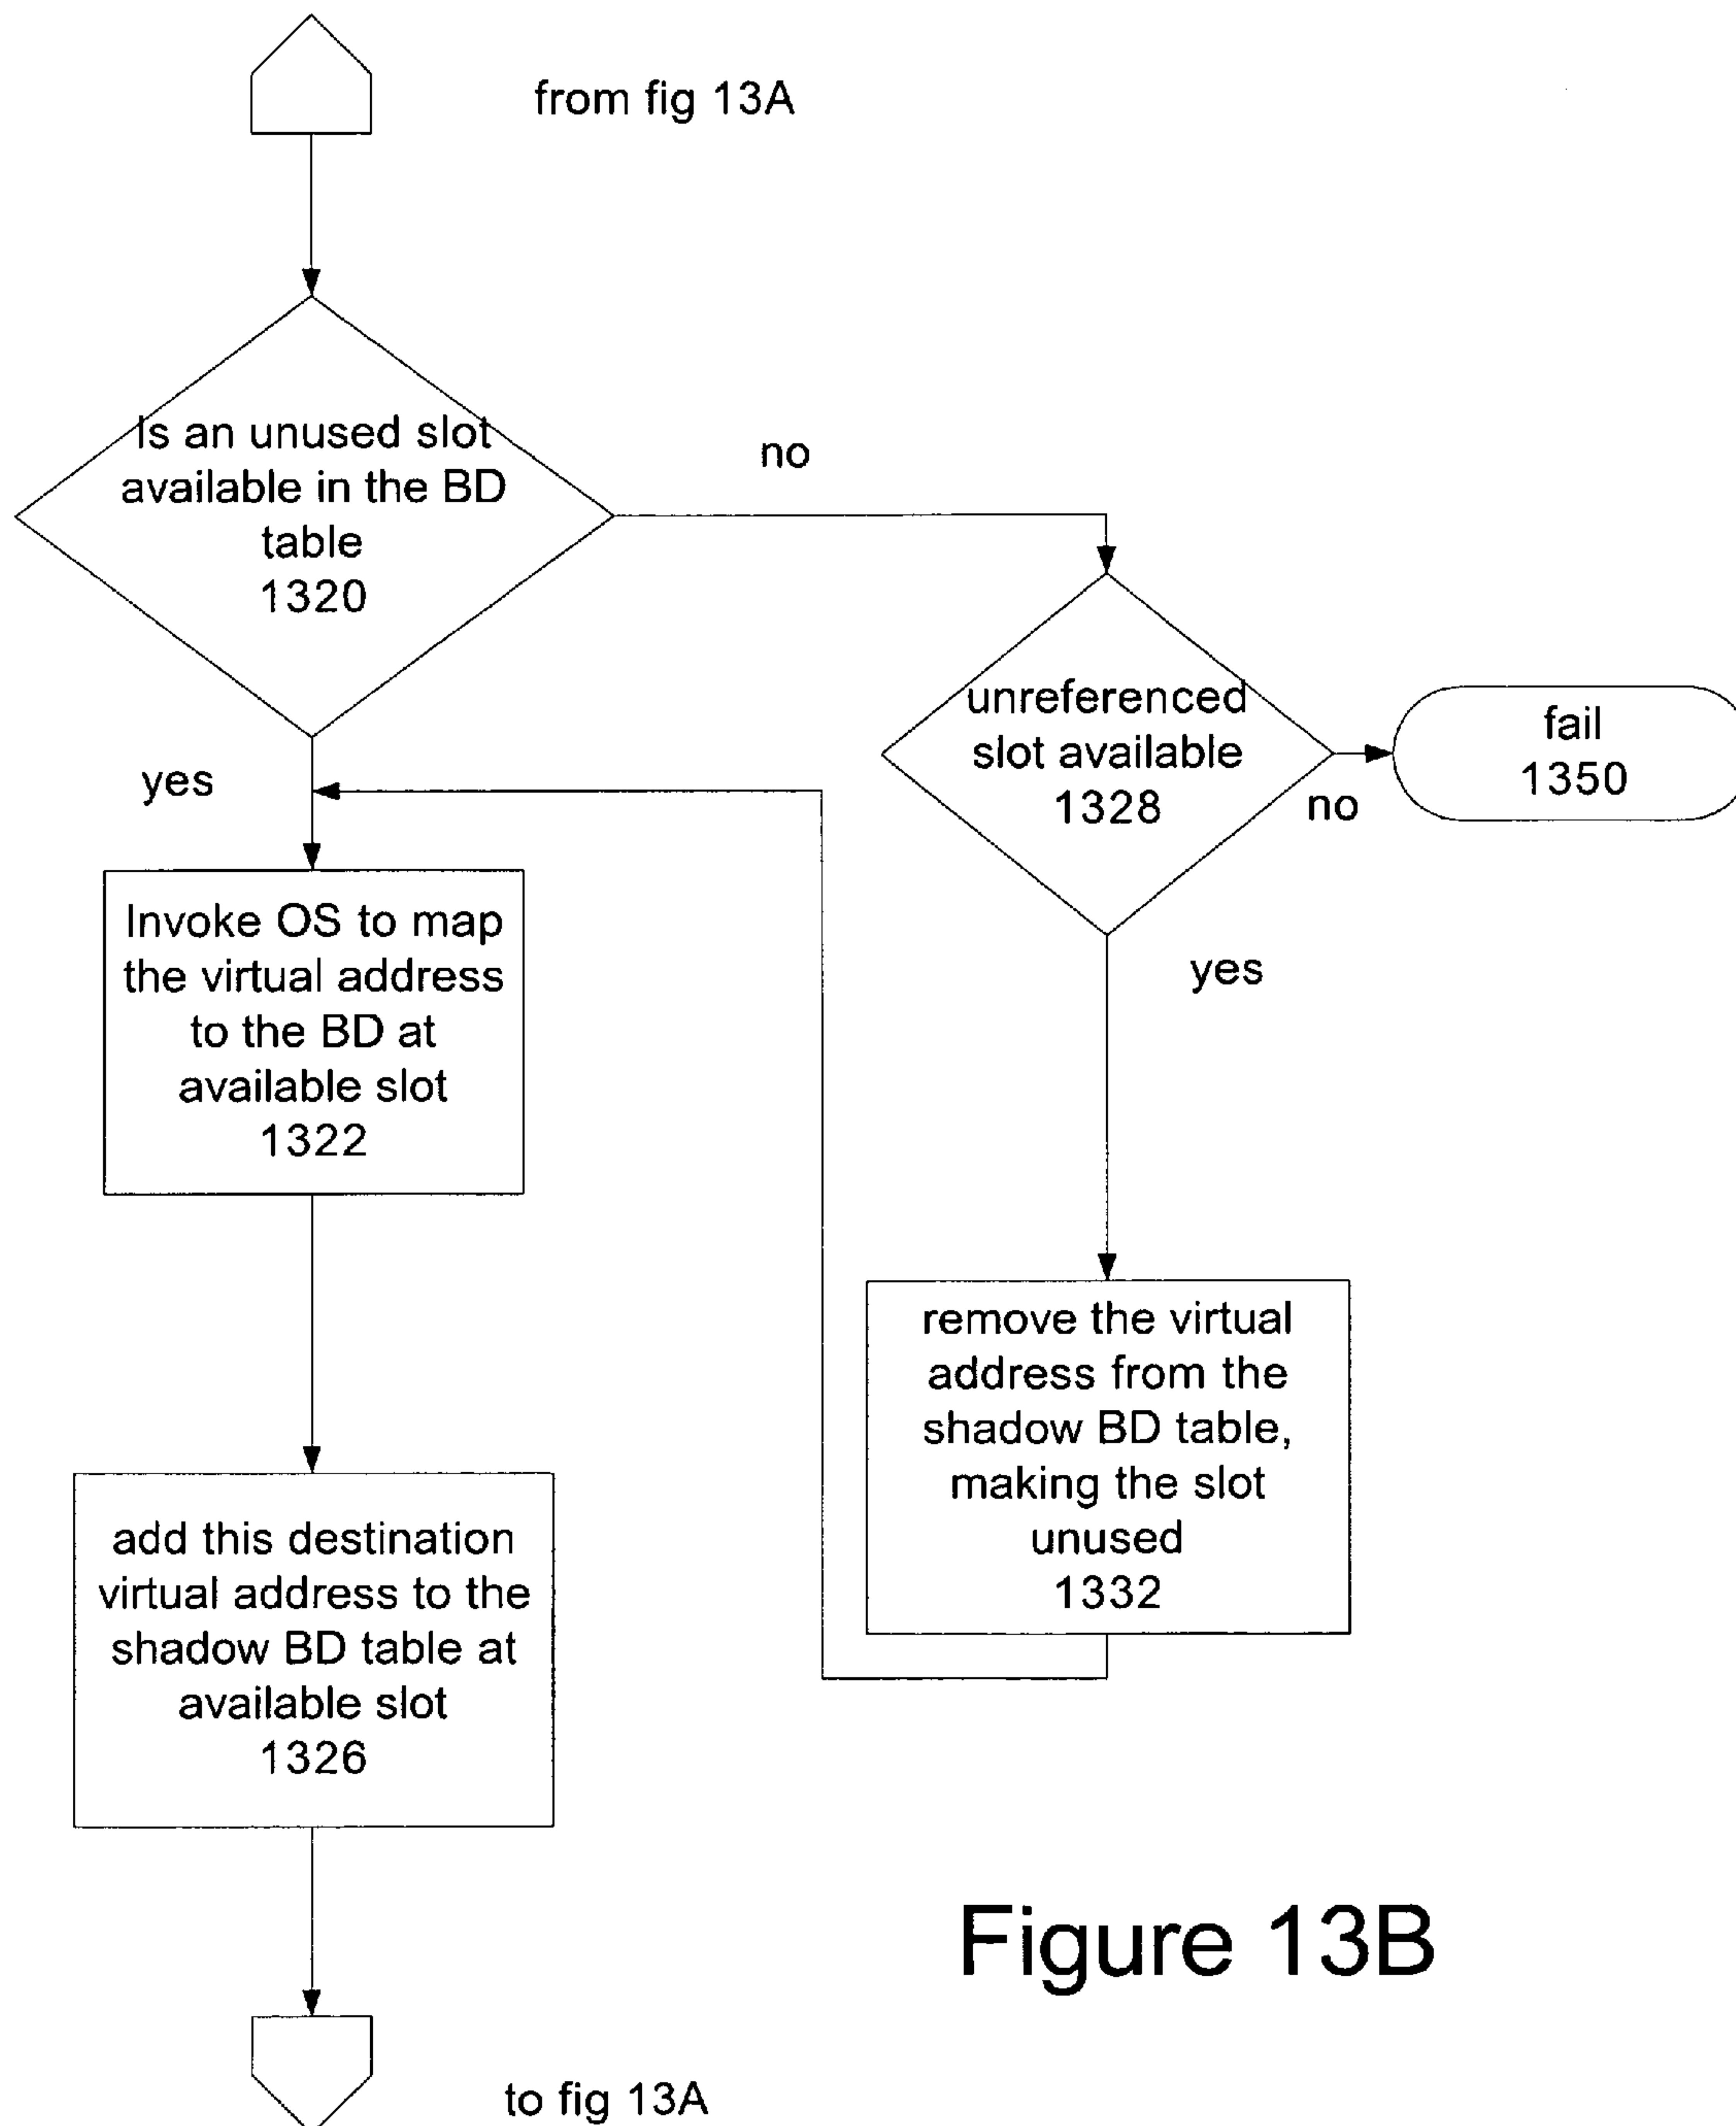 from fig 13A
Is an unused slot
available in the BD
table
1320
no
unreferenced
slot available
1328
no
fail
1350
yes
yes
Invoke OS to map
the virtual address
to the BD at
available slot
1322
remove the virtual
address from the
shadow BD table,
making the slot
unused
1332
add this destination
virtual address to the
shadow BD table at
available slot
1326
Figure 13B
to fig 13A